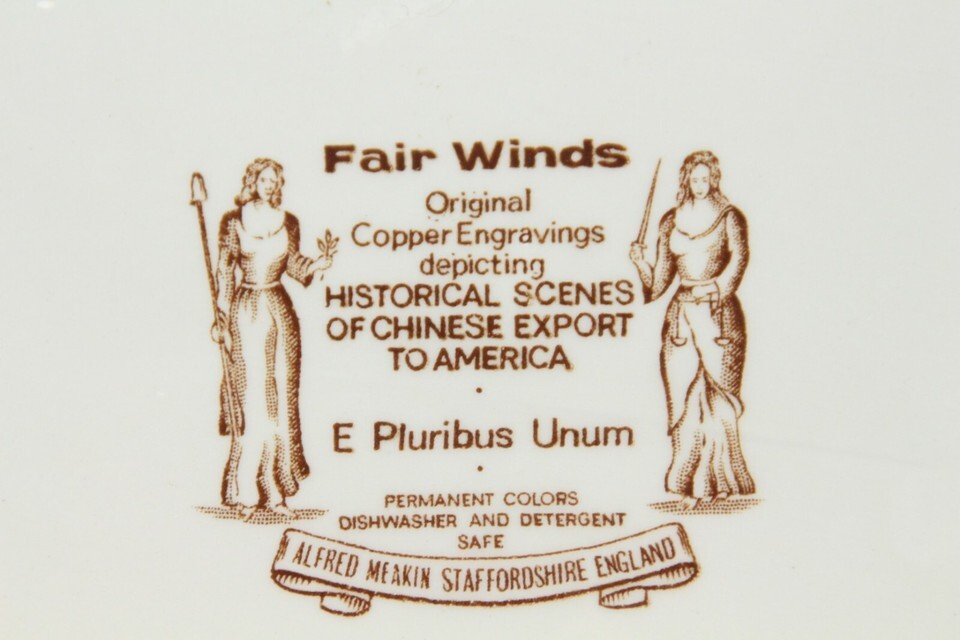 Fair Winds
Original
Copper Engravings
depicting
HISTORICAL SCENES
OF CHINESE EXPORT
TO AMERICA
·
E Pluribus Unum
·
PERMANENT COLORS
DISHWASHER AND DETERGENT
SAFE
ALFRED MEAKIN STAFFORDSHIRE ENGLAND